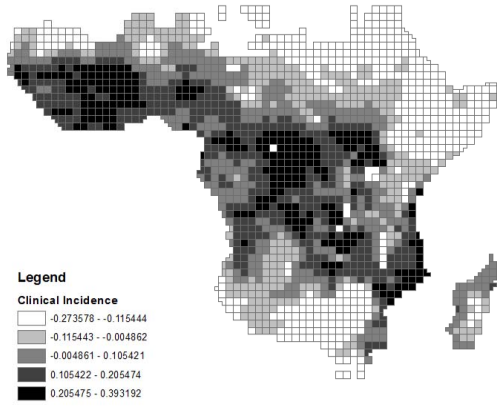 Legend
Clinical Incidence
-0.273578 - -0.115444
-0.115443 - -0.004862
-0.004861 - 0.105421
0.105422 - 0.205474
0.205475 - 0.393192